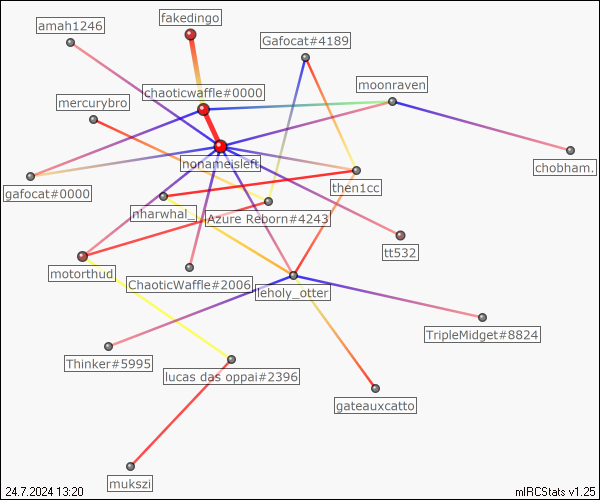 amah1246
fakedingo
Gafocat#4189
moonraven
chaoticwaffle#0000
mercurybro
nonameisleft
chobham.
gafocat#0000
then1cc
nharwhal_
Azure Reborn#4243
tt532
motorthud
ChaoticWaffle#2006
leholy_otter
TripleMidget#8824
Thinker#5995
lucas das oppai#2396
gateauxcatto
mukszi
24.7.2024 13:20
mIRCStats v1.25